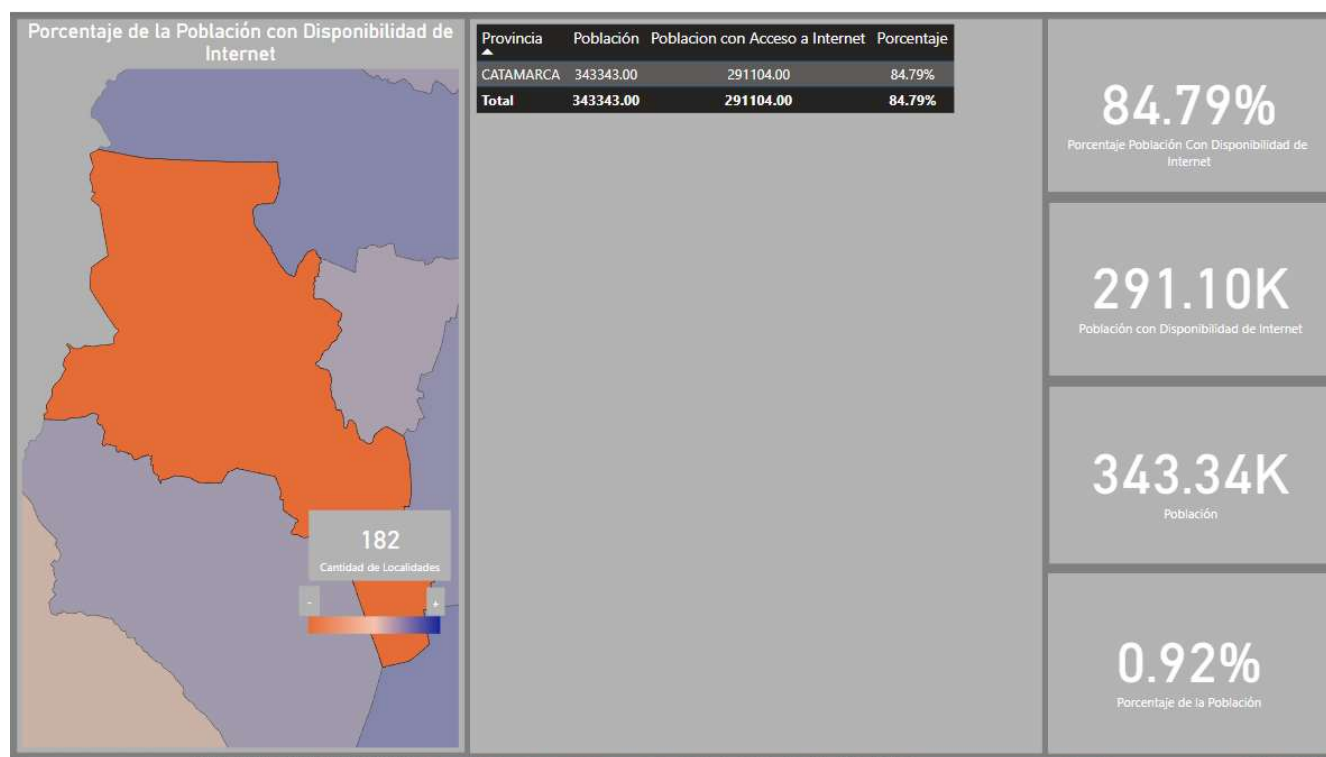 Porcentaje de la Población con Disponibilidad de
Internet
182
Cantidad de Localidades
- +
Provincia Población Poblacion con Acceso a Internet Porcentaje
CATAMARCA 343343.00 291104.00 84.79%
Total 343343.00 291104.00 84.79%
84.79%
Porcentaje Población Con Disponibilidad de
Internet
291.10K
Población con Disponibilidad de Internet
343.34K
Población
0.92%
Porcentaje de la Población